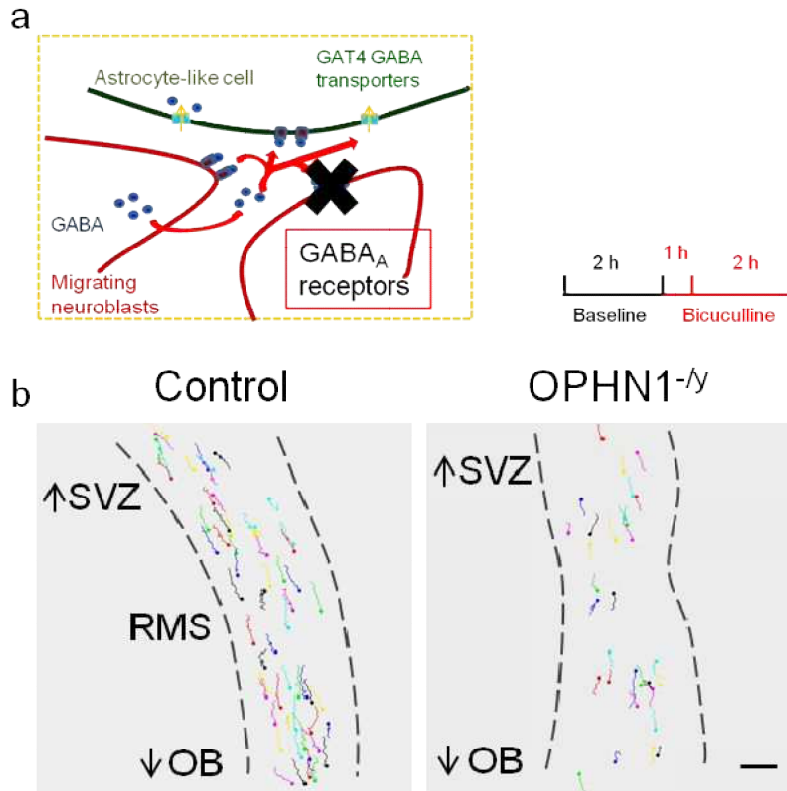 a
Astrocyte-like cell
GAT4 GABA
transporters
GABA
Migrating
neuroblasts
GABAA
receptors
2 h
1 h
2 h
Baseline
Bicuculline
b
Control
OPHN1-/y
↑SVZ
RMS
↓OB
↑SVZ
↓OB